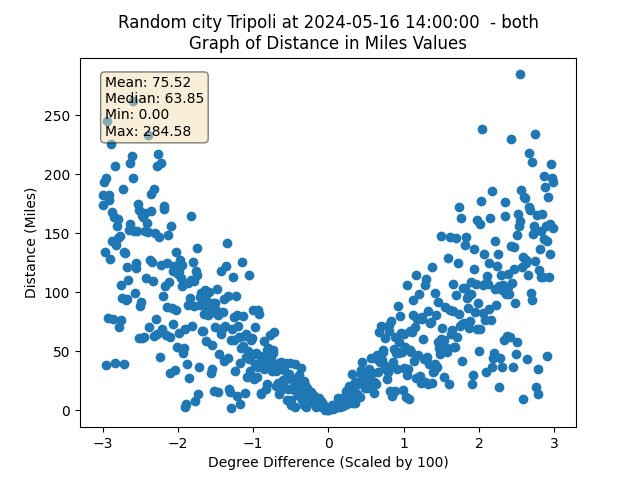 Random city Tripoli at 2024-05-16 14:00:00  - both
Graph of Distance in Miles Values
Mean: 75.52
Median: 63.85
Min: 0.00
Max: 284.58
250
200
150
100
50
0
Distance (Miles)
−3 −2 −1 0 1 2 3
Degree Difference (Scaled by 100)